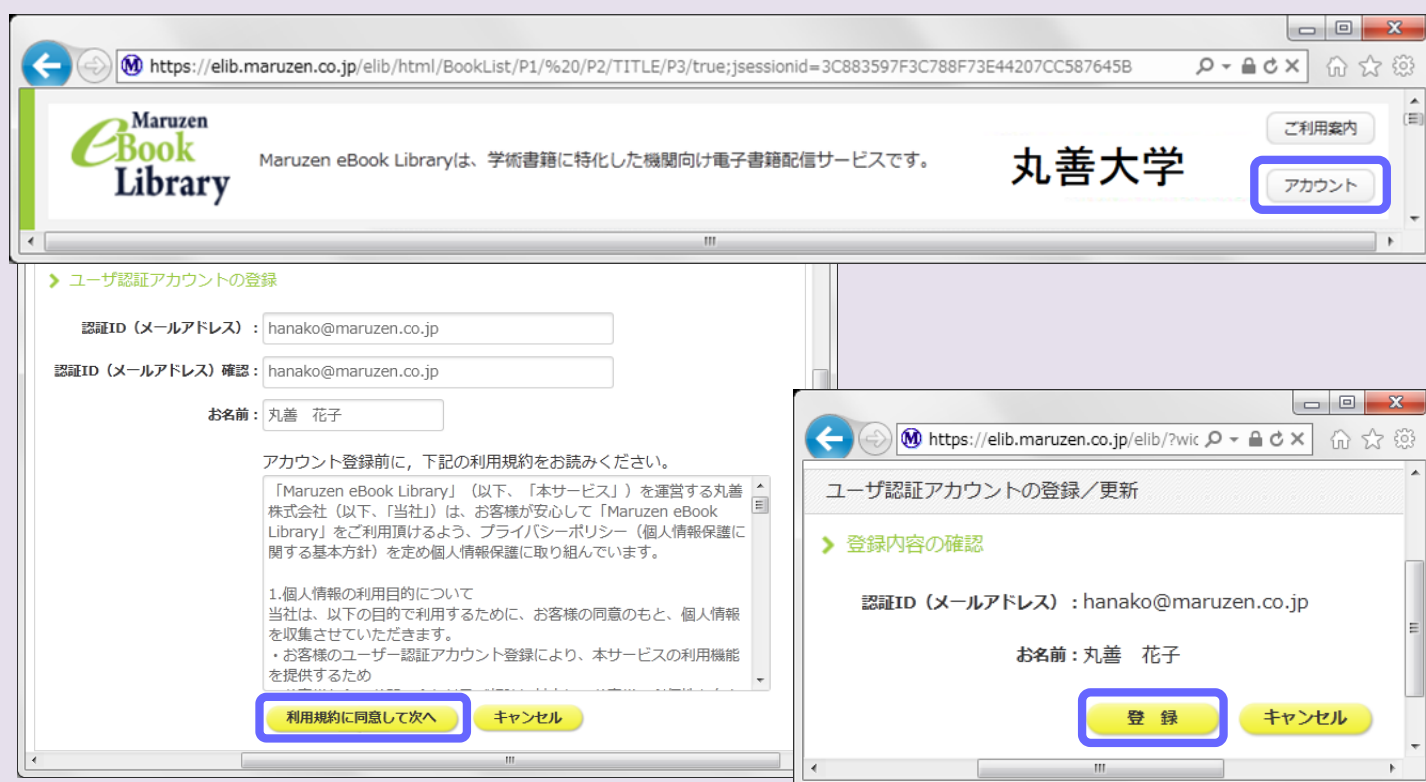 https://elib.maruzen.co.jp/elib/html/BookList/P1/%20/P2/TITLE/P3/true;jsessionid=3C883597F3C788F73E44207CC587645B
Maruzen
eBook
Library
Maruzen eBook Libraryは、学術書籍に特化した機関向け電子書籍配信サービスです。
丸善大学
ご利用案内
アカウント
ユーザ認証アカウントの登録
認証ID（メールアドレス）：hanako@maruzen.co.jp
認証ID（メールアドレス）確認：hanako@maruzen.co.jp
お名前：丸善　花子
アカウント登録前に，下記の利用規約をお読みください。
「Maruzen eBook Library」（以下、「本サービス」）を運営する丸善
株式会社（以下、「当社」）は、お客様が安心して「Maruzen eBook
Library」をご利用頂けるよう、プライバシーポリシー（個人情報保護に
関する基本方針）を定め個人情報保護に取り組んでいます。
1.個人情報の利用目的について
当社は、以下の目的で利用するために、お客様の同意のもと、個人情報
を収集させていただきます。
・お客様のユーザー認証アカウント登録により、本サービスの利用機能
を提供するため
利用規約に同意して次へ
キャンセル
https://elib.maruzen.co.jp/elib/?wic
ユーザ認証アカウントの登録／更新
登録内容の確認
認証ID（メールアドレス）：hanako@maruzen.co.jp
お名前：丸善　花子
登　録
キャンセル